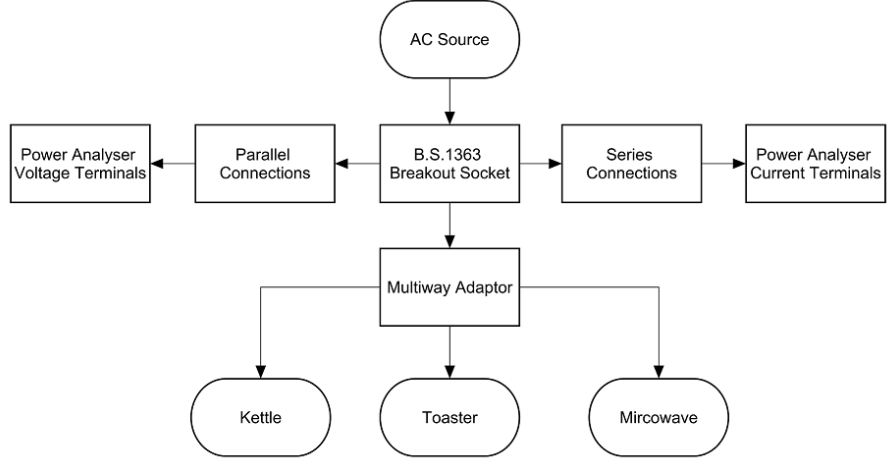 AC Source
Power Analyser
Voltage Terminals
Parallel
Connections
B.S.1363
Breakout Socket
Series
Connections
Power Analyser
Current Terminals
Multiway Adaptor
Kettle
Toaster
Mircowave